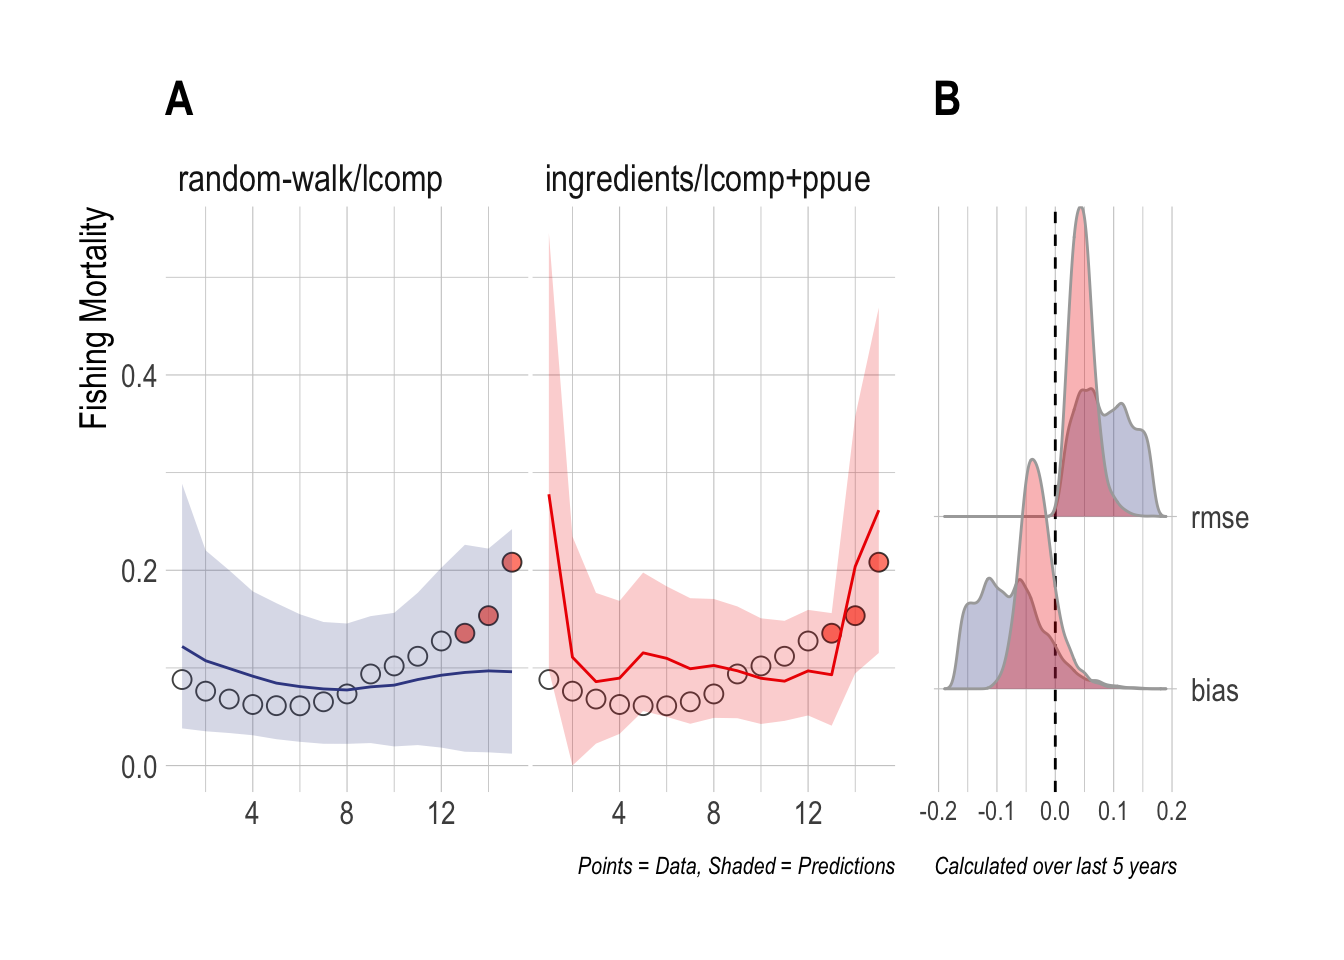 A
B
random-walk/lcomp
ingredients/lcomp+ppue
Fishing Mortality
0.4
0.2
0.0
rmse
bias
4
8
12
4
8
12
-0.2
-0.1
0.0
0.1
0.2
Points = Data, Shaded = Predictions
Calculated over last 5 years